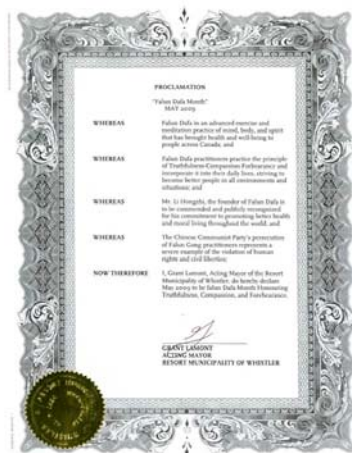 PROCLAMATION
"Falun Dafa Month"
MAY 2009
WHEREAS Falun Dafa is an advanced exercise and
meditation practice of mind, body, and spirit
that has brought health and well-being to
people across Canada; and
WHEREAS Falun Dafa practitioners practice the principle
of Truthfulness-Compassion-Forbearance and
incorporate it into their daily lives, striving to
become better people in all environments and
situations; and
WHEREAS Mr. Li Hongzhi, the founder of Falun Dafa is
to be commended and publicly recognized
for his commitment to promoting better health
and moral living throughout the world; and
WHEREAS The Chinese Communist Party's persecution
of Falun Gong practitioners represents a
severe example of the violation of human
rights and civil liberties;
NOW THEREFORE I, Grant Lamont, Acting Mayor of the Resort
Municipality of Whistler, do hereby declare
May 2009 to be Falun Dafa Month Honouring
Truthfulness, Compassion, and Forebearance.
GRANT LAMONT
ACTING MAYOR
RESORT MUNICIPALITY OF WHISTLER